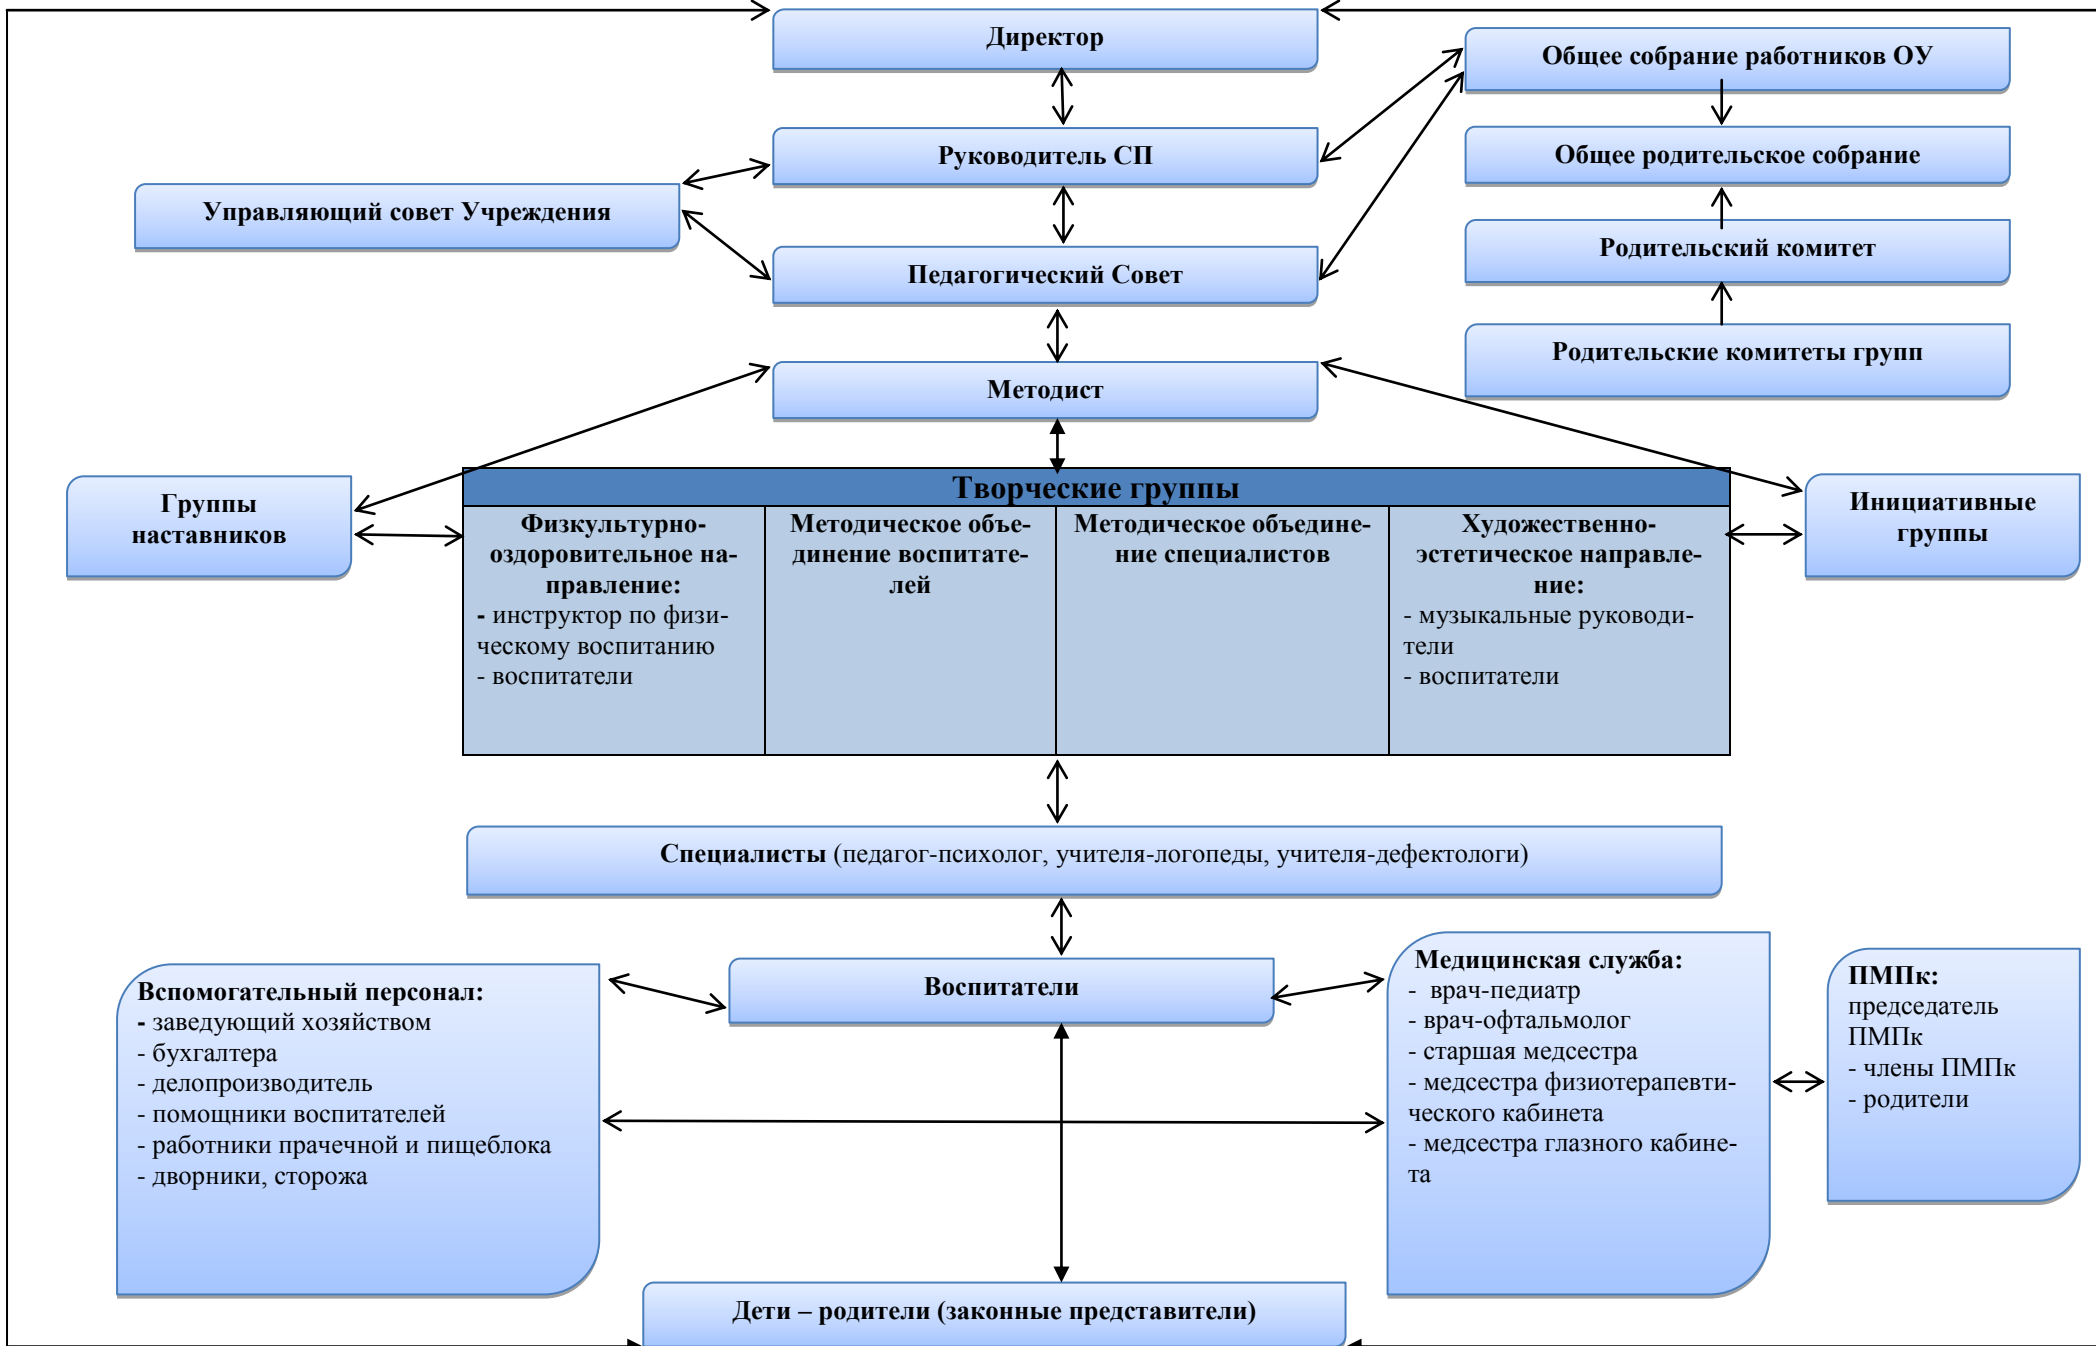 Директор
Общее собрание работников ОУ
Руководитель СП
Общее родительское собрание
Управляющий совет Учреждения
Родительский комитет
Педагогический Совет
Родительские комитеты групп
Методист
Группы
наставников
Творческие группы
Физкультурно-
оздоровительное на-
правление:
- инструктор по физи-
ческому воспитанию
- воспитатели
Методическое объе-
динение воспитате-
лей
Методическое объедине-
ние специалистов
Художественно-
эстетическое направле-
ние:
- музыкальные руководи-
тели
- воспитатели
Инициативные
группы
Специалисты (педагог-психолог, учителя-логопеды, учителя-дефектологи)
Воспитатели
Вспомогательный персонал:
- заведующий хозяйством
- бухгалтера
- делопроизводитель
- помощники воспитателей
- работники прачечной и пищеблока
- дворники, сторожа
Медицинская служба:
- врач-педиатр
- врач-офтальмолог
- старшая медсестра
- медсестра физиотерапевти-
ческого кабинета
- медсестра глазного кабине-
та
ПМПк:
председатель
ПМПк
- члены ПМПк
- родители
Дети – родители (законные представители)